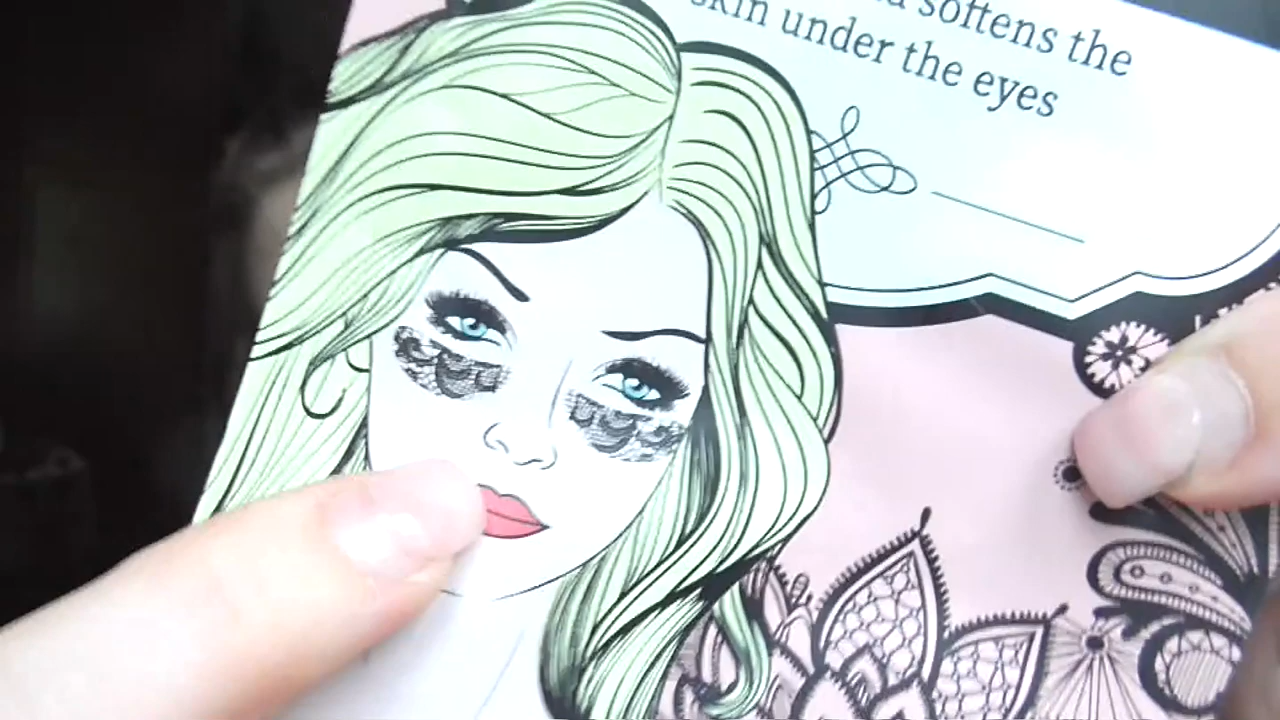 softens the
skin under the eyes